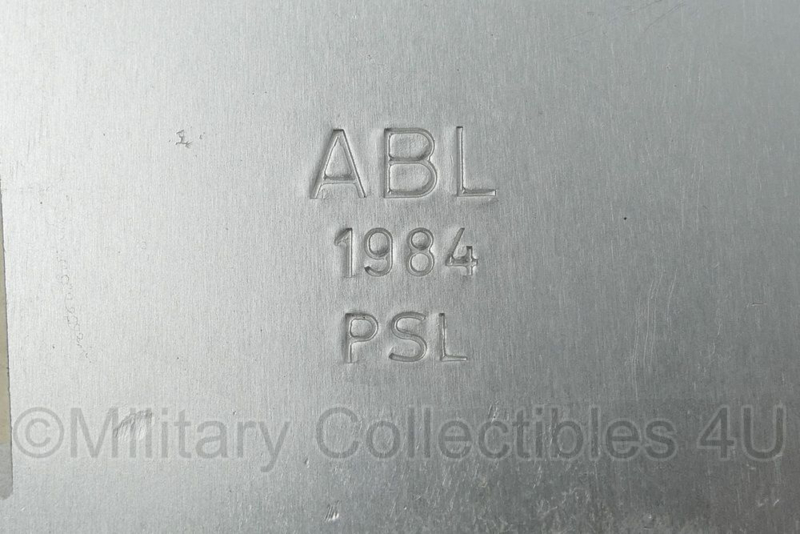 ABL
1984
PSL
©Military Collectibles 4U